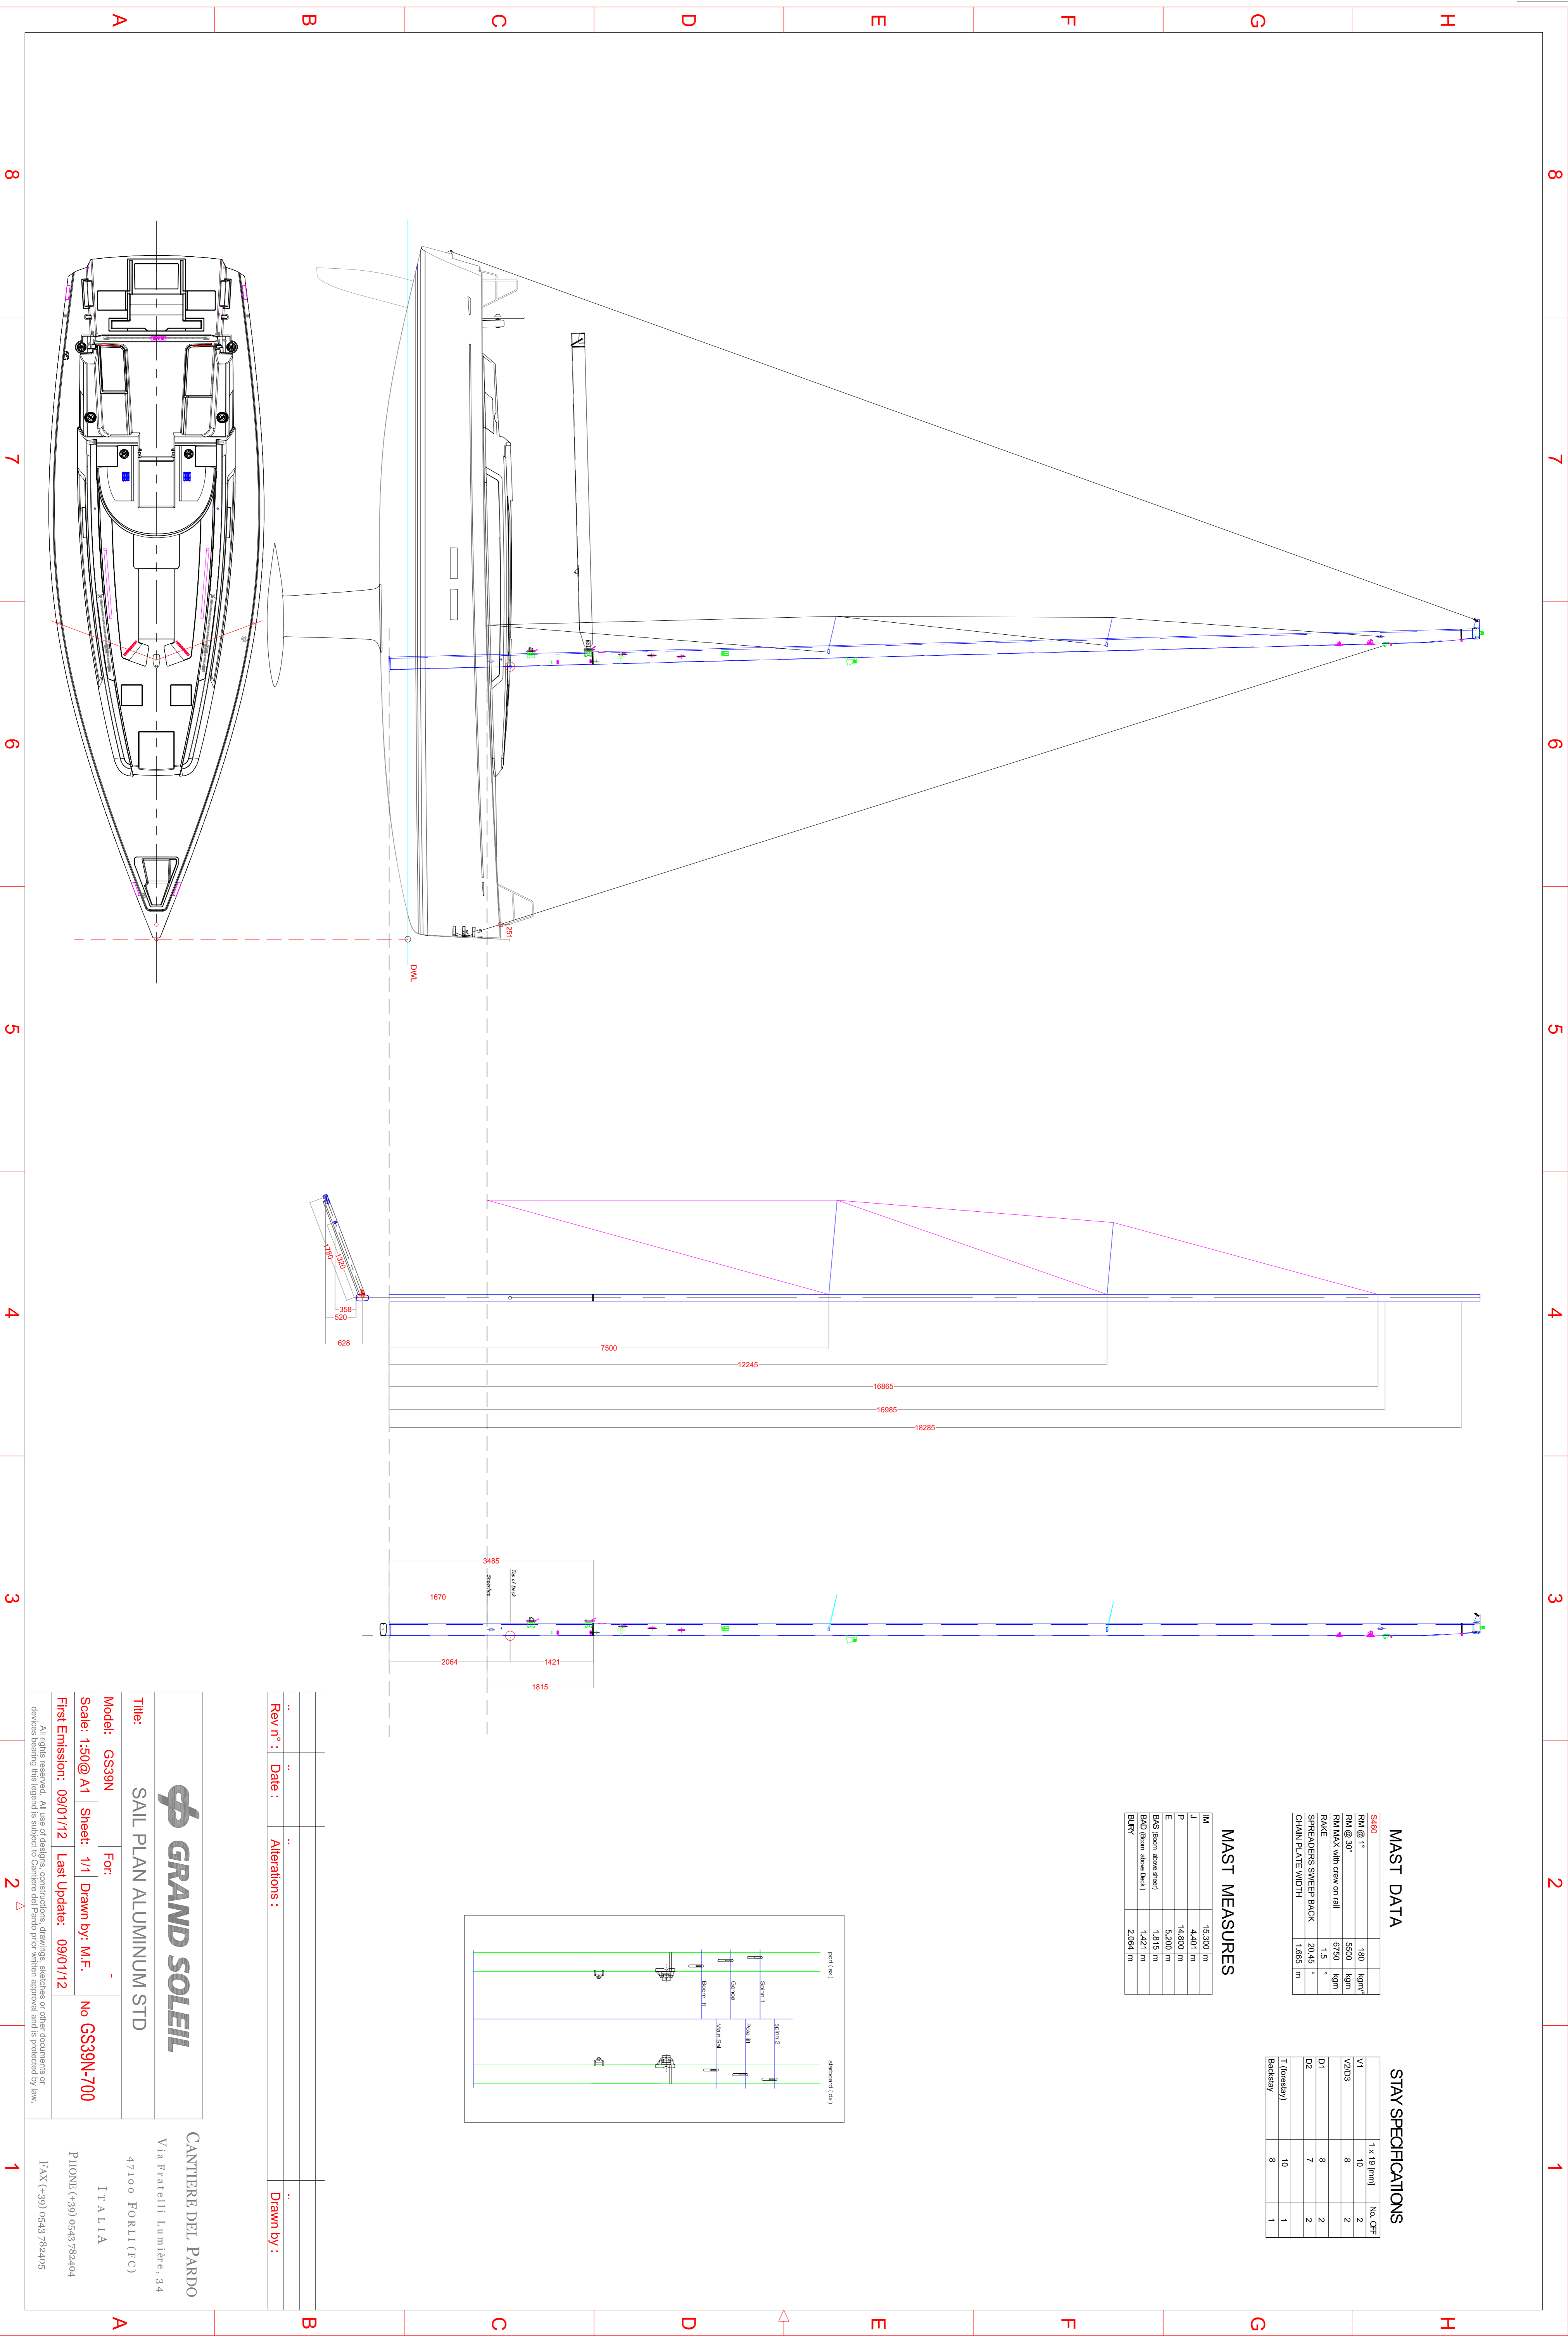 A
B
C
D
E
F
G
H
8
7
6
5
4
3
2
1
8
7
6
5
4
3
2
1
A
B
C
D
E
F
G
H
251
DWL
1780
1320
358
520
628
7500
12245
16865
16985
18285
3485
1670
Sheerline
Top of Deck
2064
1421
1815
MAST DATA
S460
RM @ 1° 180 kgm/°
RM @ 30° 5500 kgm
RM MAX with crew on rail 6750 kgm
RAKE 1.5 °
SPREADERS SWEEP BACK 20.45 °
CHAIN PLATE WIDTH 1.665 m
STAY SPECIFICATIONS
1 x 19 [mm] No. OFF
V1 10 2
V2/D3 8 2
D1 8 2
D2 7 2
T (forestay) 10 1
Backstay 8 1
MAST MEASURES
IM 15.300 m
J 4.401 m
P 14.800 m
E 5.200 m
BAS (Boom above sheer) 1.815 m
BAD (Boom above Deck ) 1.421 m
BURY 2.064 m
port ( sx )
starboard ( dx )
spinn 2
Spinn 1
Pole lift
Genoa
Main Sail
Boom lift
.. .. .. ..
Rev n° : Date : Alterations : Drawn by :
GRAND SOLEIL
Title:
SAIL PLAN ALUMINUM STD
Model: GS39N For: -
Scale: 1:50@ A1 Sheet: 1/1 Drawn by: M.F.
No GS39N-700
First Emission: 09/01/12 Last Update: 09/01/12
All rights reserved. All use of designs, constructions, drawings, sketches or other documents or
devices bearing this legend is subject to Cantiere del Pardo prior written approval and is protected by law.
CANTIERE DEL PARDO
Via Fratelli Lumière, 34
47100 FORLI (FC)
ITALIA
PHONE (+39) 0543 782404
FAX (+39) 0543 782405